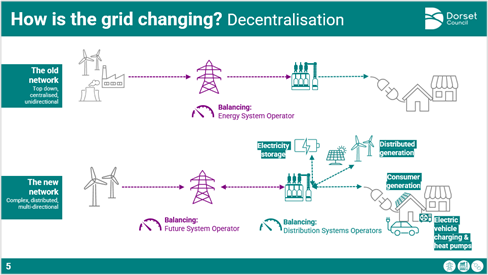 How is the grid changing? Decentralisation
Dorset
Council
The old
network
Top down,
centralised,
unidirectional
Balancing:
Energy System Operator
Electricity
storage
Distributed
generation
Consumer
generation
The new
network
Complex, distributed,
multi-directional
Balancing:
Future System Operator
Balancing:
Distribution Systems Operators
Electric
vehicle
charging &
heat pumps
5